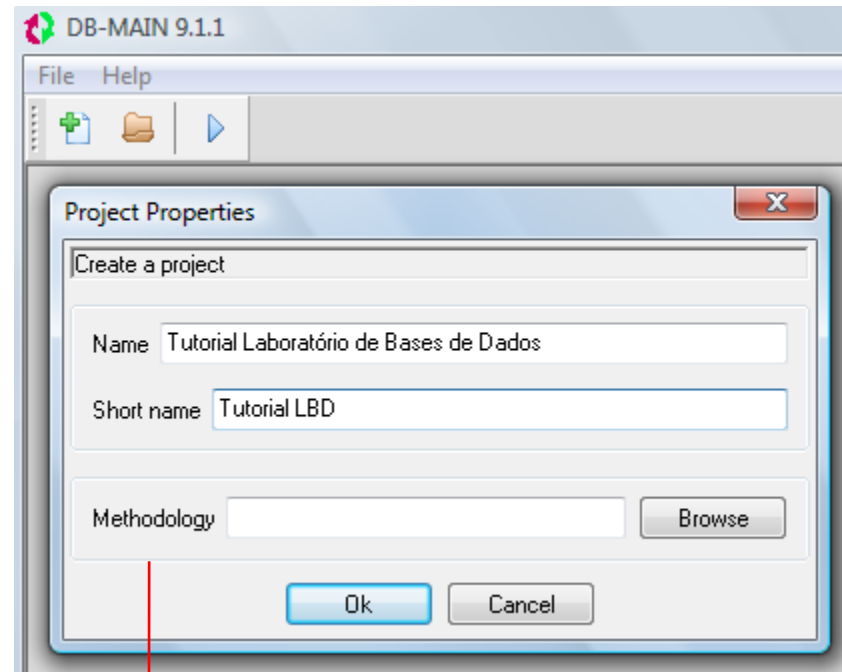 DB-MAIN 9.1.1
File Help
Project Properties
Create a project
Name Tutorial Laboratório de Bases de Dados
Short name Tutorial LBD
Methodology Browse
Ok Cancel